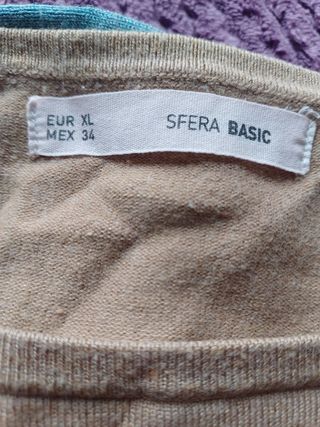 EUR XL
MEX 34
SFERA BASIC